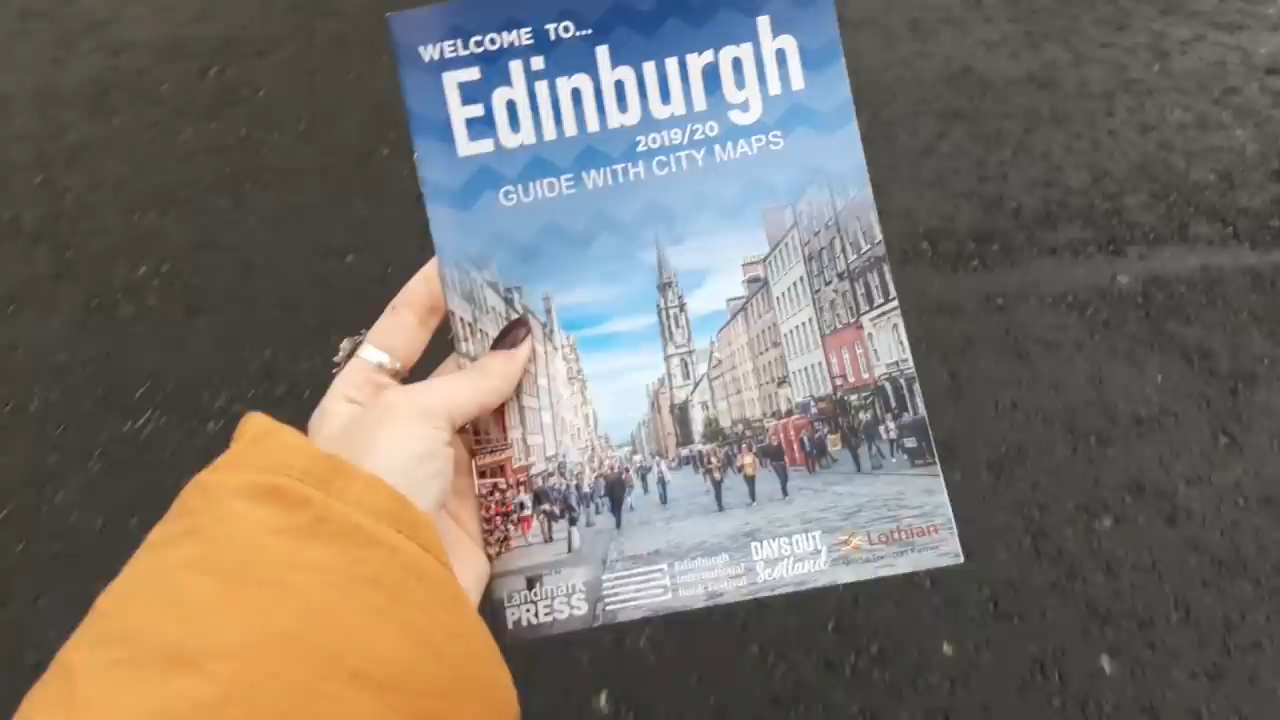 WELCOME TO...
Edinburgh
2019/20
GUIDE WITH CITY MAPS
Landmark
PRESS
Edinburgh
International
Book Festival
DAYS OUT
Scotland
Lothian